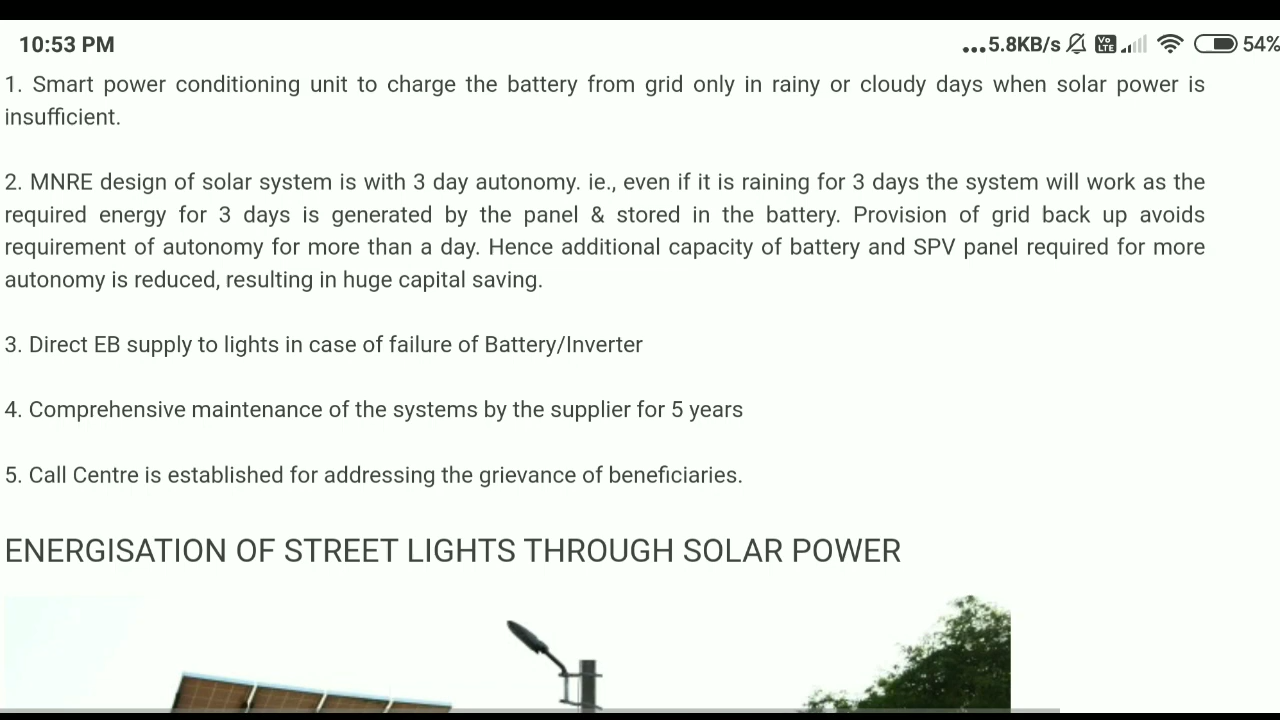 10:53 PM
...5.8KB/s Vo LTE 54%
1. Smart power conditioning unit to charge the battery from grid only in rainy or cloudy days when solar power is
insufficient.
2. MNRE design of solar system is with 3 day autonomy. ie., even if it is raining for 3 days the system will work as the
required energy for 3 days is generated by the panel & stored in the battery. Provision of grid back up avoids
requirement of autonomy for more than a day. Hence additional capacity of battery and SPV panel required for more
autonomy is reduced, resulting in huge capital saving.
3. Direct EB supply to lights in case of failure of Battery/Inverter
4. Comprehensive maintenance of the systems by the supplier for 5 years
5. Call Centre is established for addressing the grievance of beneficiaries.
ENERGISATION OF STREET LIGHTS THROUGH SOLAR POWER